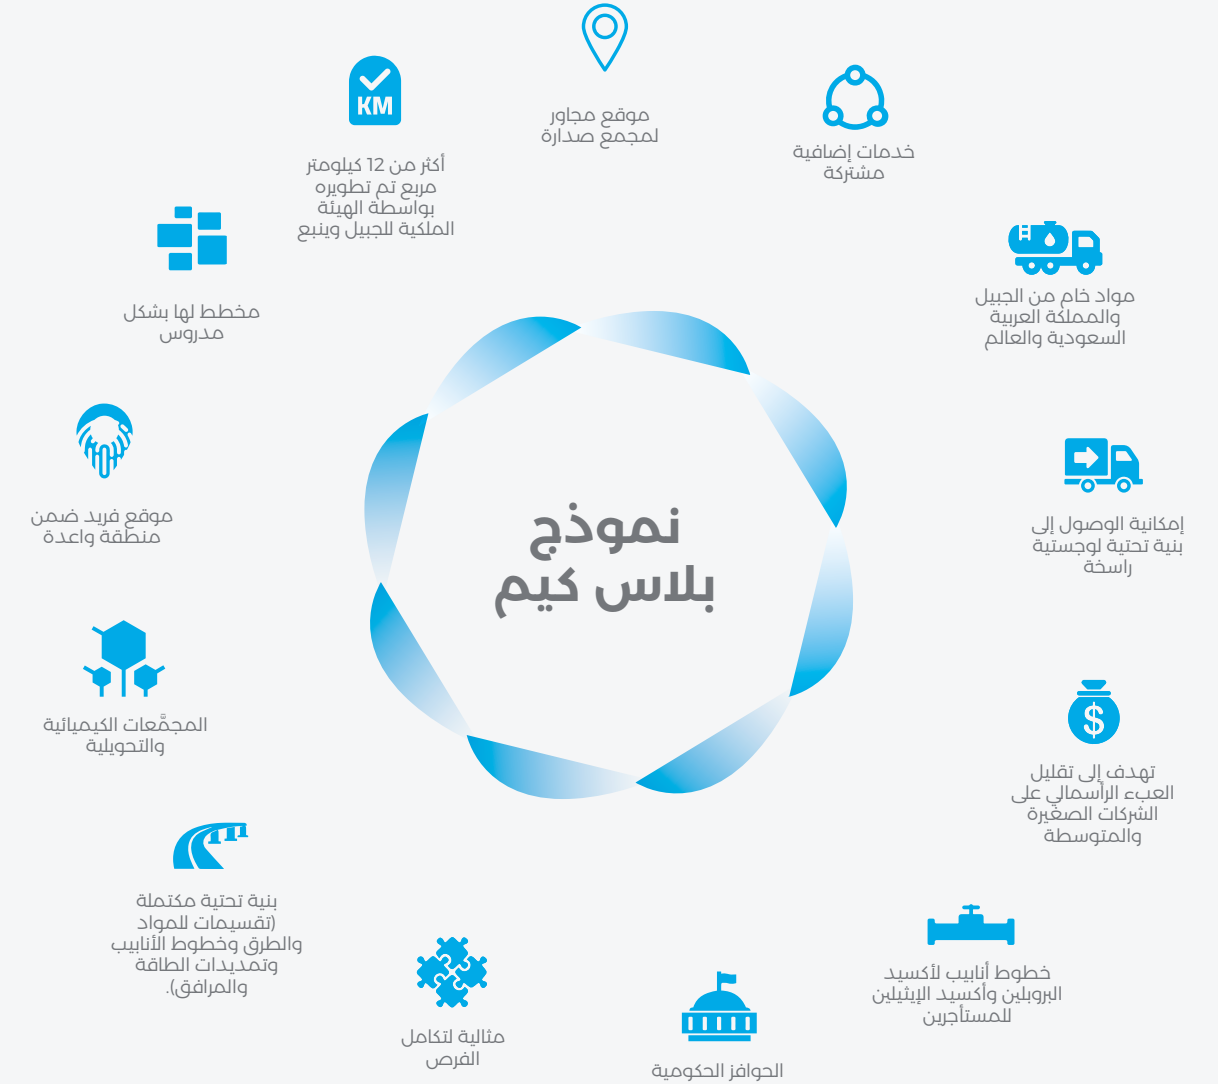 موقع مجاور
لمجمع صدارة
خدمات إضافية
مشتركة
مواد خام من الجبيل
والمملكة العربية
السعودية والعالم
إمكانية الوصول إلى
بنية تحتية لوجستية
راسخة
$
تهدف إلى تقليل
العبء الرأسمالي على
الشركات الصغيرة
والمتوسطة
خطوط أنابيب لأكسيد
البروبلين وأكسيد الإيثيلين
للمستأجرين
الحوافز الحكومية
مثالية لتكامل
الفرص
بنية تحتية مكتملة
(تقسيمات للمواد
والطرق وخطوط الأنابيب
وتمديدات الطاقة
والمرافق).
المجمَّعات الكيميائية
والتحويلية
موقع فريد ضمن
منطقة واعدة
مخطط لها بشكل
مدروس
KM
أكثر من 12 كيلومتر
مربع تم تطويره
بواسطة الهيئة
الملكية للجبيل وينبع
نموذج
بلاس كيم